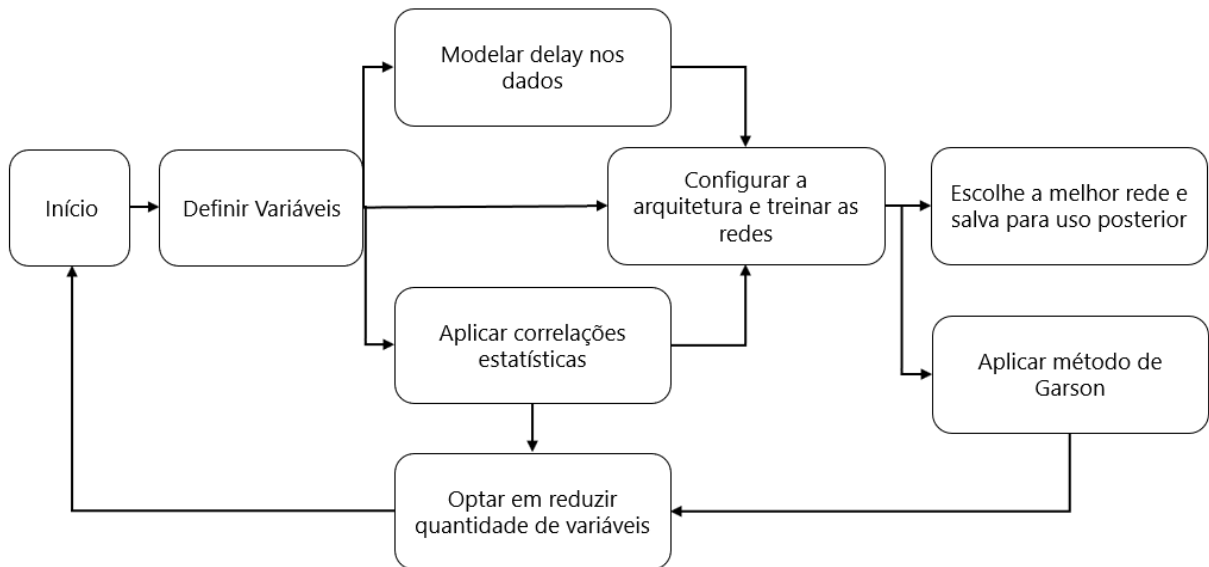 Modelar delay nos
dados
Início
Definir Variáveis
Configurar a
arquitetura e treinar as
redes
Escolhe a melhor rede e
salva para uso posterior
Aplicar correlações
estatísticas
Aplicar método de
Garson
Optar em reduzir
quantidade de variáveis